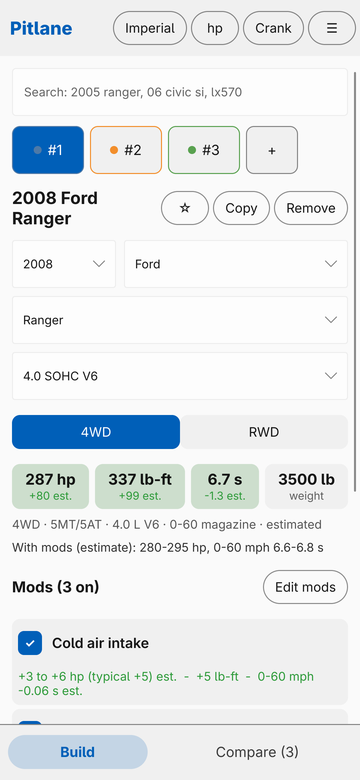 Pitlane Imperial hp Crank ☰
Search: 2005 ranger, 06 civic si, lx570
#1 #2 #3 +
2008 Ford
Ranger
☆ Copy Remove
2008 Ford
Ranger
4.0 SOHC V6
4WD RWD
287 hp 337 lb-ft 6.7 s 3500 lb
+80 est. +99 est. -1.3 est. weight
4WD · 5MT/5AT · 4.0 L V6 · 0-60 magazine · estimated
With mods (estimate): 280-295 hp, 0-60 mph 6.6-6.8 s
Mods (3 on) Edit mods
Cold air intake
+3 to +6 hp (typical +5) est. - +5 lb-ft - 0-60 mph
-0.06 s est.
Build Compare (3)